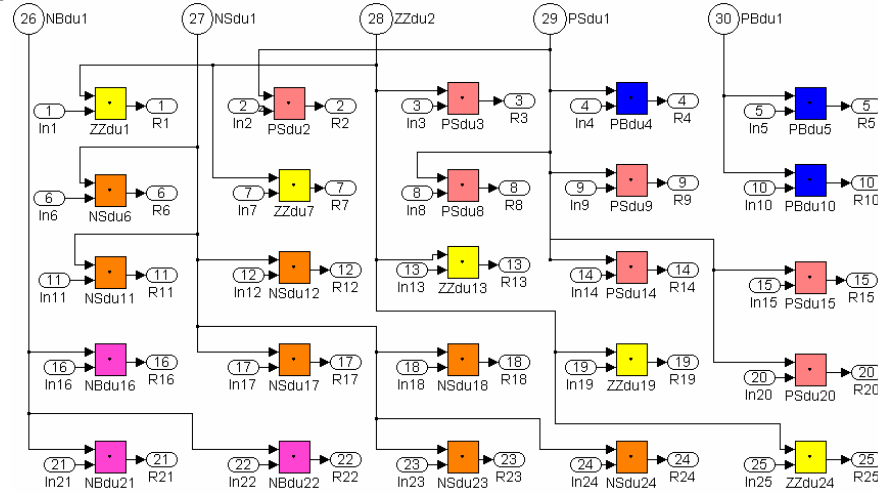 26 NBdu1 27 NSdu1 28 ZZdu2 29 PSdu1 30 PBdu1
1 1 2 2 3 3 4 4 5 5
In1 ZZdu1 R1 In2 PSdu2 R2 In3 PSdu3 R3 In4 PBdu4 R4 In5 PBdu5 R5
6 6 7 7 8 8 9 9 10 10
In6 NSdu6 R6 In7 ZZdu7 R7 In8 PSdu8 R8 In9 PSdu9 R9 In10 PBdu10 R10
11 11 12 12 13 13 14 14 15 15
In11 NSdu11 R11 In12 NSdu12 R12 In13 ZZdu13 R13 In14 PSdu14 R14 In15 PSdu15 R15
16 16 17 17 18 18 19 19 20 20
In16 NBdu16 R16 In17 NSdu17 R17 In18 NSdu18 R18 In19 ZZdu19 R19 In20 PSdu20 R20
21 21 22 22 23 23 24 24 25 25
In21 NBdu21 R21 In22 NBdu22 R22 In23 NSdu23 R23 In24 NSdu24 R24 In25 ZZdu24 R25